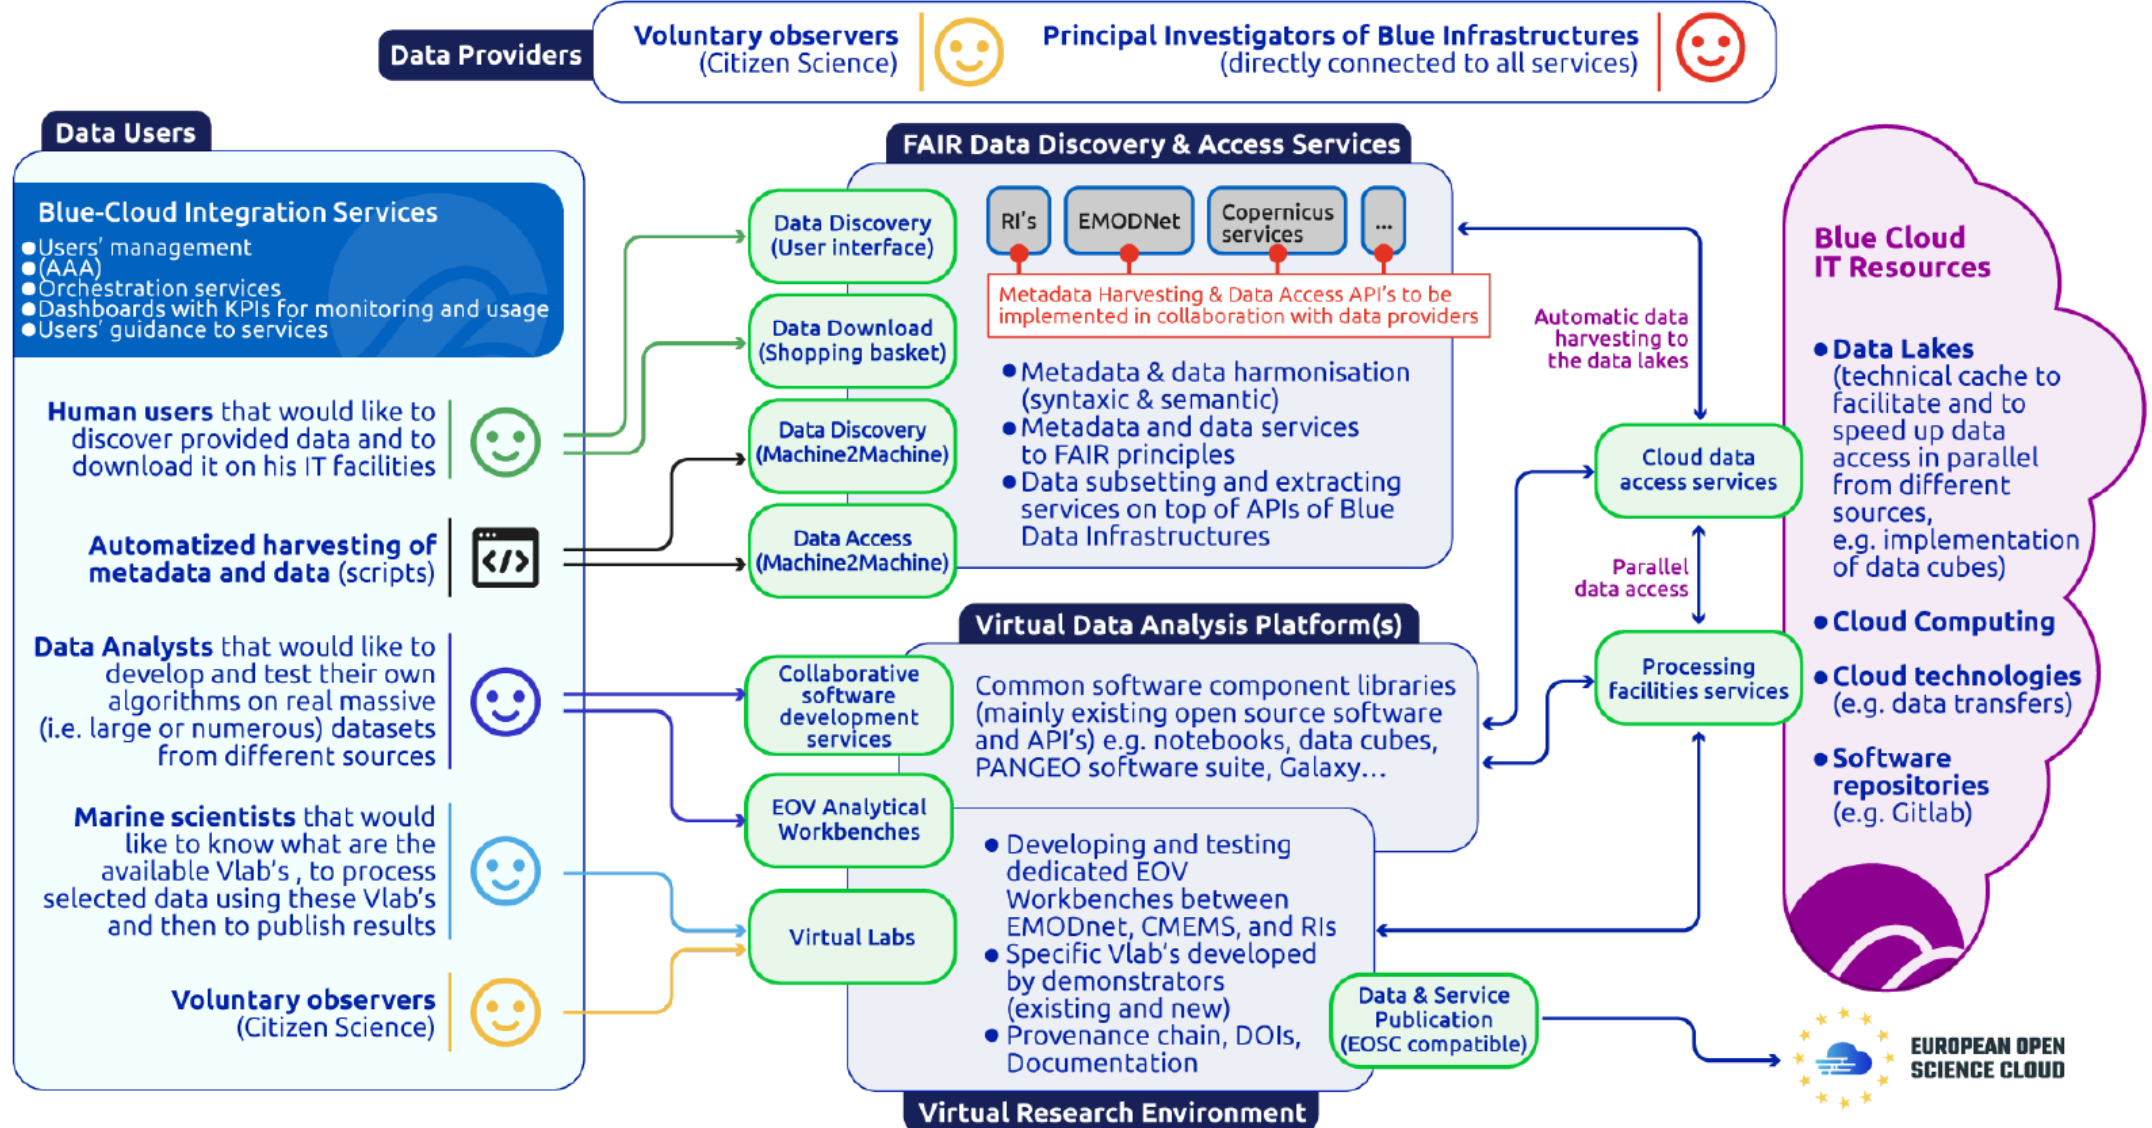 Data Providers
Voluntary observers
(Citizen Science)
Principal Investigators of Blue Infrastructures
(directly connected to all services)
Data Users
Blue-Cloud Integration Services
●Users' management
●(AAA)
●Orchestration services
●Dashboards with KPIs for monitoring and usage
●Users' guidance to services
Human users that would like to
discover provided data and to
download it on his IT facilities
Automatized harvesting of
metadata and data (scripts)
</>
Data Analysts that would like to
develop and test their own
algorithms on real massive
(i.e. large or numerous) datasets
from different sources
Marine scientists that would
like to know what are the
available Vlab's , to process
selected data using these Vlab's
and then to publish results
Voluntary observers
(Citizen Science)
FAIR Data Discovery & Access Services
Data Discovery
(User interface)
Data Download
(Shopping basket)
Data Discovery
(Machine2Machine)
Data Access
(Machine2Machine)
RI's
EMODNet
Copernicus
services
...
Metadata Harvesting & Data Access API's to be
implemented in collaboration with data providers
● Metadata & data harmonisation
(syntaxic & semantic)
● Metadata and data services
to FAIR principles
● Data subsetting and extracting
services on top of APIs of Blue
Data Infrastructures
Virtual Data Analysis Platform(s)
Collaborative
software
development
services
Common software component libraries
(mainly existing open source software
and API's) e.g. notebooks, data cubes,
PANGEO software suite, Galaxy...
EOV Analytical
Workbenches
Virtual Labs
● Developing and testing
dedicated EOV
Workbenches between
EMODnet, CMEMS, and RIs
● Specific Vlab's developed
by demonstrators
(existing and new)
● Provenance chain, DOIs,
Documentation
Data & Service
Publication
(EOSC compatible)
Virtual Research Environment
Automatic data
harvesting to
the data lakes
Cloud data
access services
Parallel
data access
Processing
facilities services
Blue Cloud
IT Resources
● Data Lakes
(technical cache to
facilitate and to
speed up data
access in parallel
from different
sources,
e.g. implementation
of data cubes)
● Cloud Computing
● Cloud technologies
(e.g. data transfers)
● Software
repositories
(e.g. Gitlab)
EUROPEAN OPEN
SCIENCE CLOUD